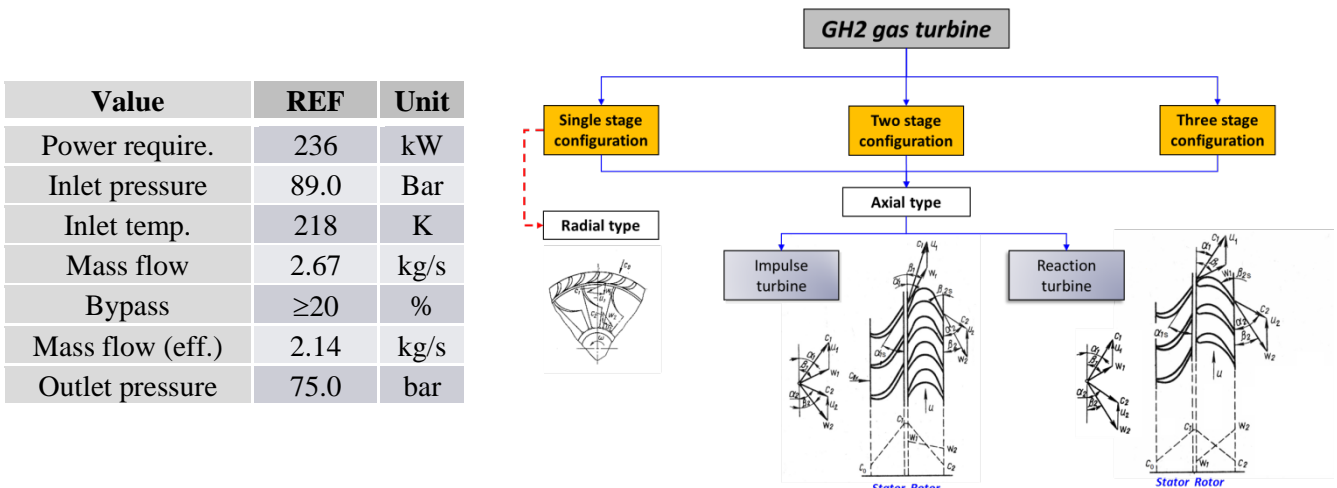 Value REF Unit
Power require. 236 kW
Inlet pressure 89.0 Bar
Inlet temp. 218 K
Mass flow 2.67 kg/s
Bypass ≥20 %
Mass flow (eff.) 2.14 kg/s
Outlet pressure 75.0 bar
GH2 gas turbine
Single stage
configuration
Two stage
configuration
Three stage
configuration
Axial type
Radial type
Impulse
turbine
Reaction
turbine
Stator Rotor
Stator Rotor